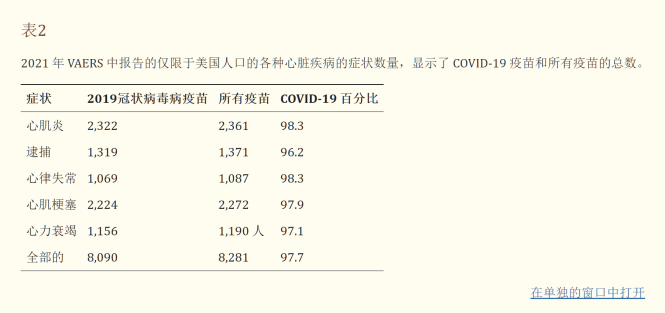 表2
2021 年 VAERS 中报告的仅限于美国人口的各种心脏疾病的症状数量，显示了 COVID-19 疫苗和所有疫苗的总数。
症状 2019冠状病毒病疫苗 所有疫苗 COVID-19 百分比
心肌炎 2,322 2,361 98.3
逮捕 1,319 1,371 96.2
心律失常 1,069 1,087 98.3
心肌梗塞 2,224 2,272 97.9
心力衰竭 1,156 1,190 人 97.1
全部的 8,090 8,281 97.7
在单独的窗口中打开